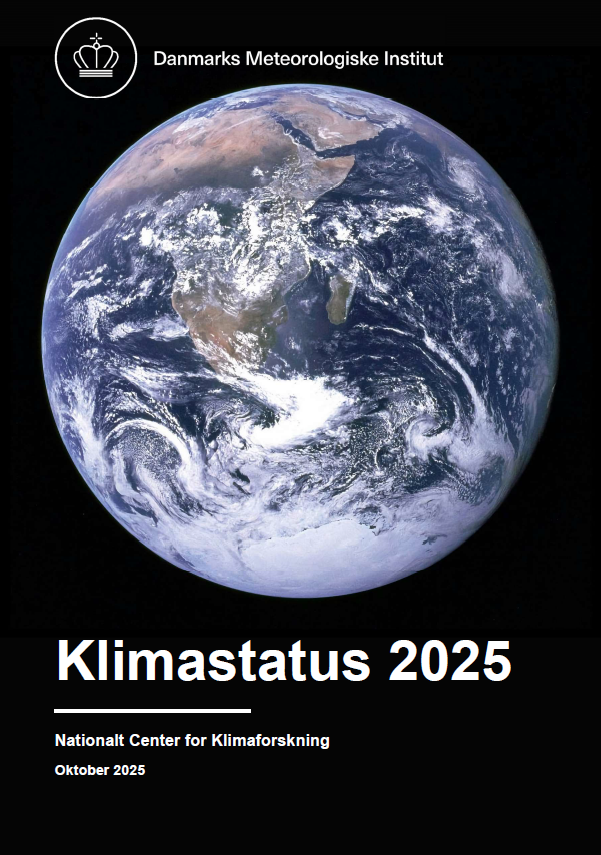 Danmarks Meteorologiske Institut
Klimastatus 2025
Nationalt Center for Klimaforskning
Oktober 2025